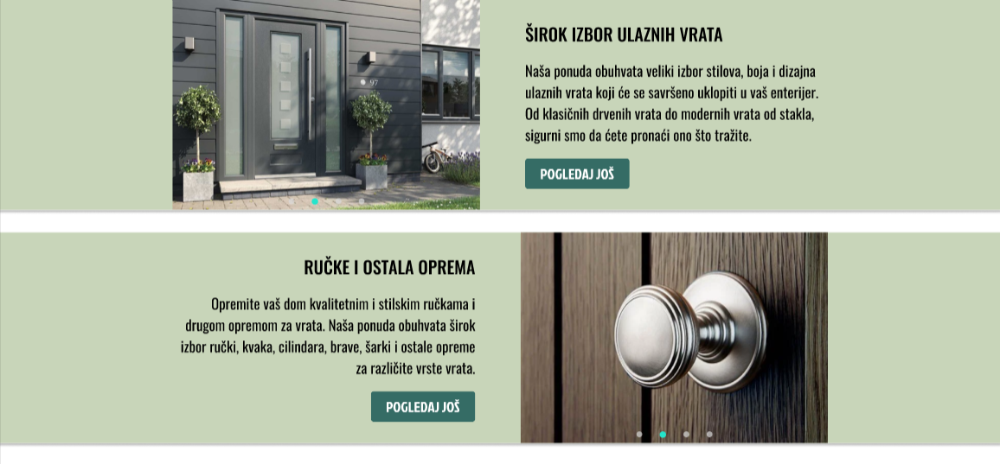 97
ŠIROK IZBOR ULAZNIH VRATA
Naša ponuda obuhvata veliki izbor stilova, boja i dizajna
ulaznih vrata koji će se savršeno uklopiti u vaš enterijer.
Od klasičnih drvenih vrata do modernih vrata od stakla,
sigurni smo da ćete pronaći ono što tražite.
POGLEDAJ JOŠ
RUČKE I OSTALA OPREMA
Opremite vaš dom kvalitetnim i stilskim ručkama i
drugom opremom za vrata. Naša ponuda obuhvata širok
izbor ručki, kvaka, cilindara, brave, šarki i ostale opreme
za različite vrste vrata.
POGLEDAJ JOŠ